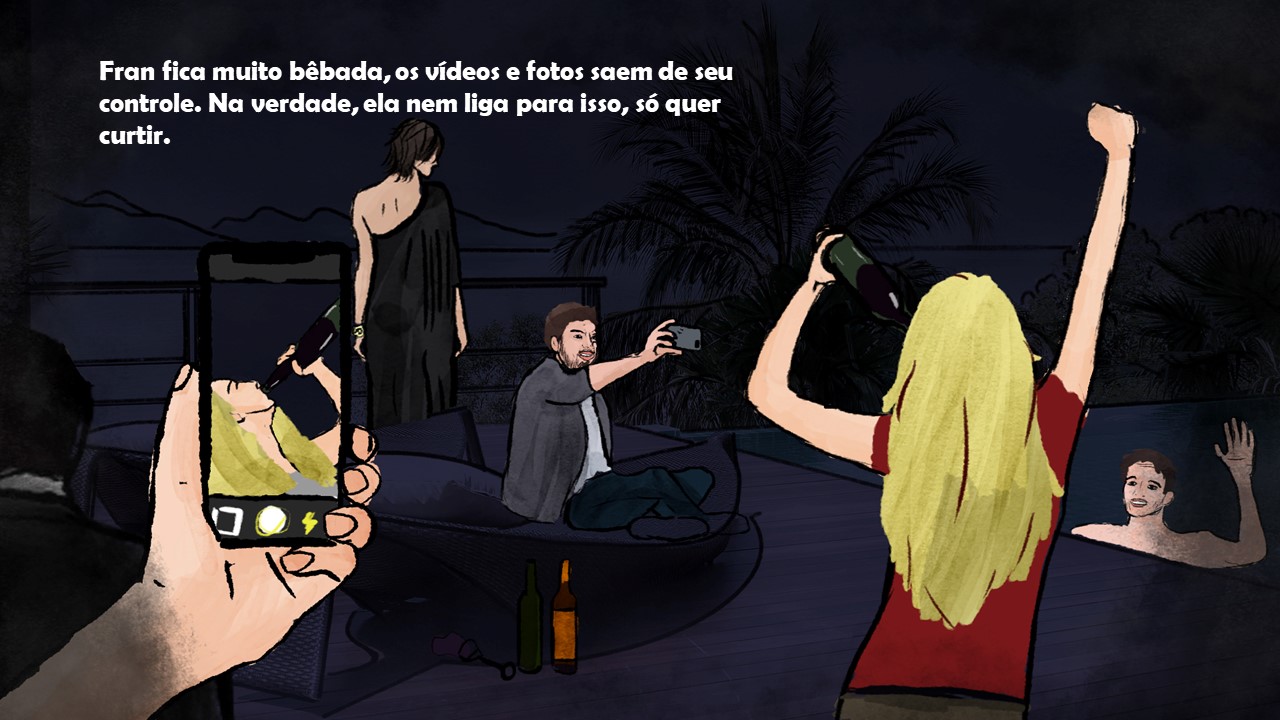 Fran fica muito bêbada, os vídeos e fotos saem de seu
controle. Na verdade, ela nem liga para isso, só quer
curtir.